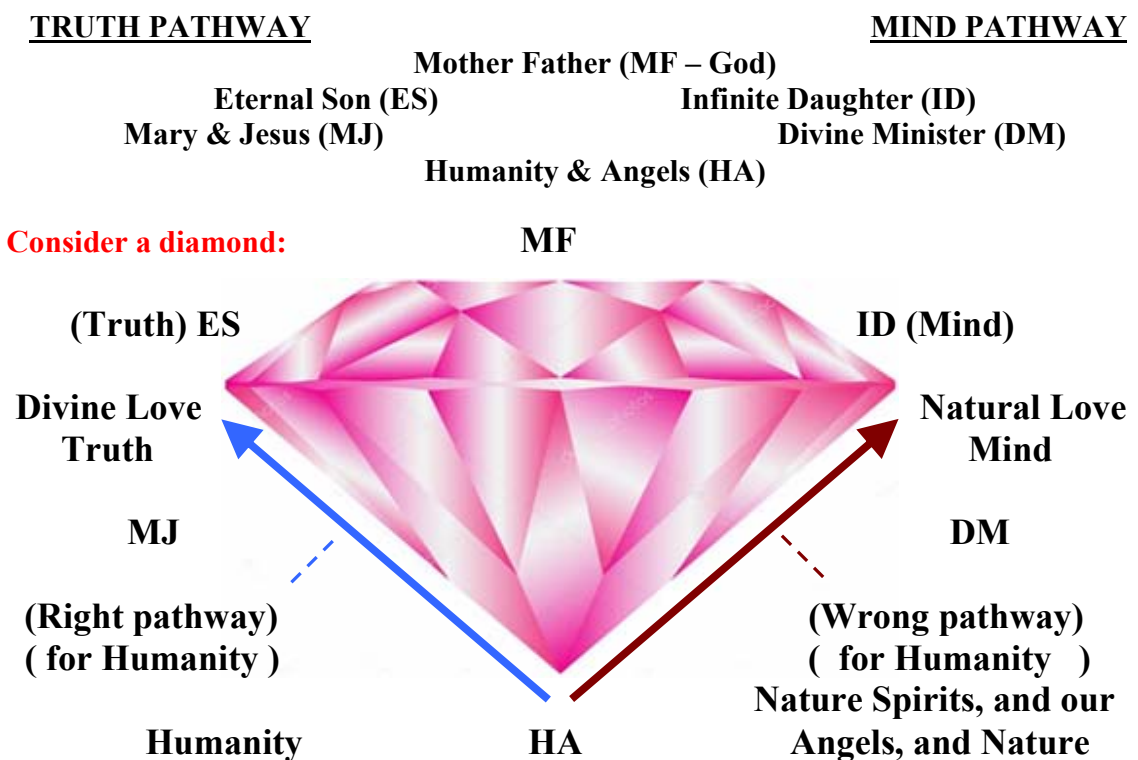 TRUTH PATHWAY MIND PATHWAY
Mother Father (MF – God)
Eternal Son (ES) Infinite Daughter (ID)
Mary & Jesus (MJ) Divine Minister (DM)
Humanity & Angels (HA)
Consider a diamond: MF
(Truth) ES ID (Mind)
Divine Love Natural Love
Truth Mind
MJ DM
(Right pathway) (Wrong pathway)
( for Humanity ) ( for Humanity )
Nature Spirits, and our
Humanity HA Angels, and Nature